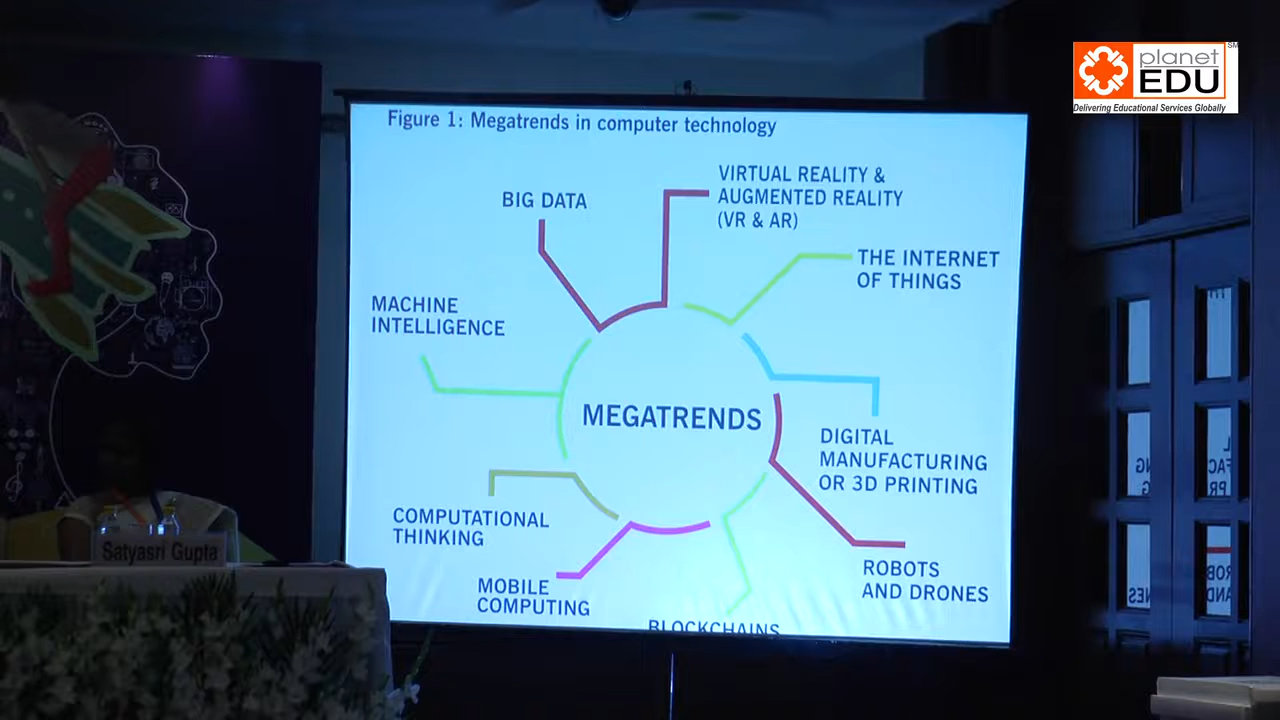 planet
EDU
SM
Delivering Educational Services Globally
Figure 1: Megatrends in computer technology
VIRTUAL REALITY &
AUGMENTED REALITY
(VR & AR)
BIG DATA
THE INTERNET
OF THINGS
MACHINE
INTELLIGENCE
MEGATRENDS
DIGITAL
MANUFACTURING
OR 3D PRINTING
COMPUTATIONAL
THINKING
ROBOTS
AND DRONES
MOBILE
COMPUTING
BLOCKCHAINS
Satyasri Gupta